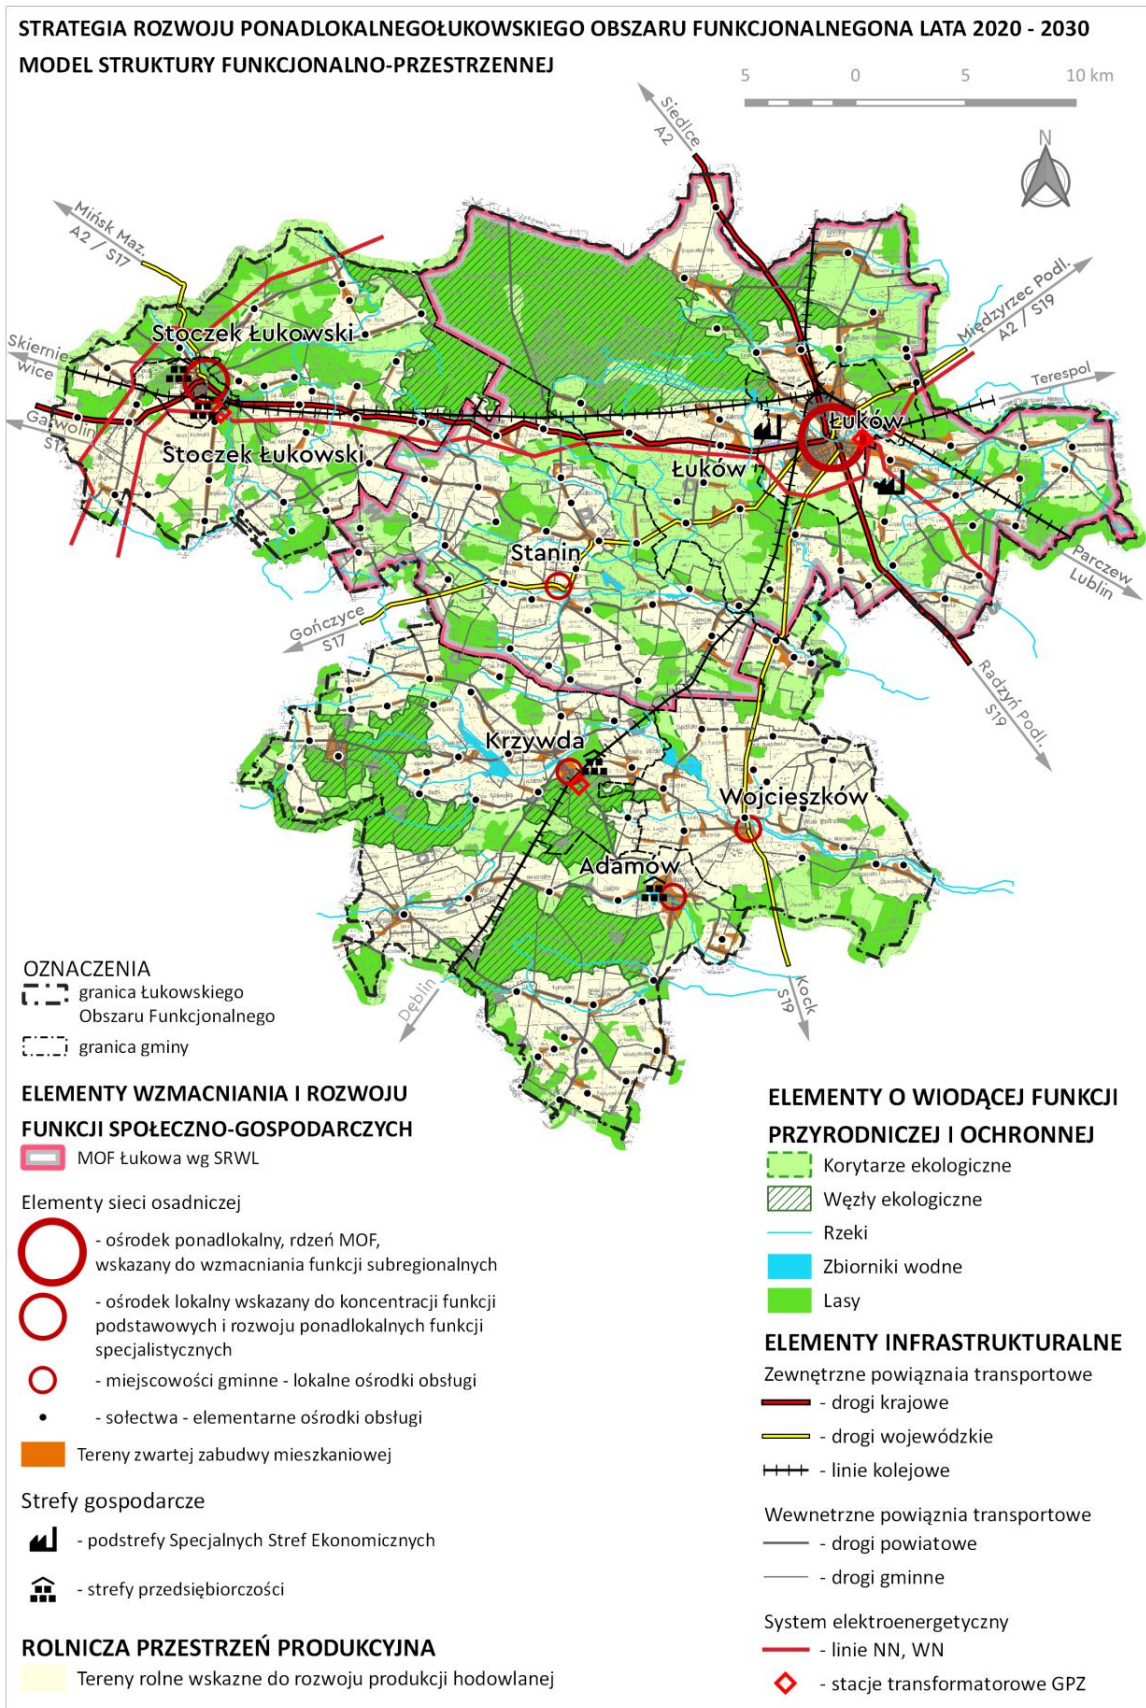 STRATEGIA ROZWOJU PONADLOKALNEGOŁUKOWSKIEGO OBSZARU FUNKCJONALNEGONA LATA 2020 - 2030
MODEL STRUKTURY FUNKCJONALNO-PRZESTRZENNEJ
5 0 5 10 km
N
Siedlce
A2
Mińsk Maz.
A2 / S17
Międzyrzec Podl.
A2 / S19
Skiernie
wice
Stoczek Łukowski
Terespol
Garwolin
S17
Łuków
Stoczek Łukowski
Łuków
Stanin
Parczew
Lublin
Gończyce
S17
Radzyń Podl.
S19
Krzywda
Wojcieszków
Adamów
Dęblin
Kock
S19
OZNACZENIA
granica Łukowskiego
Obszaru Funkcjonalnego
granica gminy
ELEMENTY WZMACNIANIA I ROZWOJU
FUNKCJI SPOŁECZNO-GOSPODARCZYCH
MOF Łukowa wg SRWL
Elementy sieci osadniczej
- ośrodek ponadlokalny, rdzeń MOF,
wskazany do wzmacniania funkcji subregionalnych
- ośrodek lokalny wskazany do koncentracji funkcji
podstawowych i rozwoju ponadlokalnych funkcji
specjalistycznych
- miejscowości gminne - lokalne ośrodki obsługi
- sołectwa - elementarne ośrodki obsługi
Tereny zwartej zabudwy mieszkaniowej
Strefy gospodarcze
- podstrefy Specjalnych Stref Ekonomicznych
- strefy przedsiębiorczości
ROLNICZA PRZESTRZEŃ PRODUKCYJNA
Tereny rolne wskazne do rozwoju produkcji hodowlanej
ELEMENTY O WIODĄCEJ FUNKCJI
PRZYRODNICZEJ I OCHRONNEJ
Korytarze ekologiczne
Węzły ekologiczne
Rzeki
Zbiorniki wodne
Lasy
ELEMENTY INFRASTRUKTURALNE
Zewnętrzne powiąznaia transportowe
- drogi krajowe
- drogi wojewódzkie
- linie kolejowe
Wewnetrzne powiąznia transportowe
- drogi powiatowe
- drogi gminne
System elektroenergetyczny
- linie NN, WN
- stacje transformatorowe GPZ